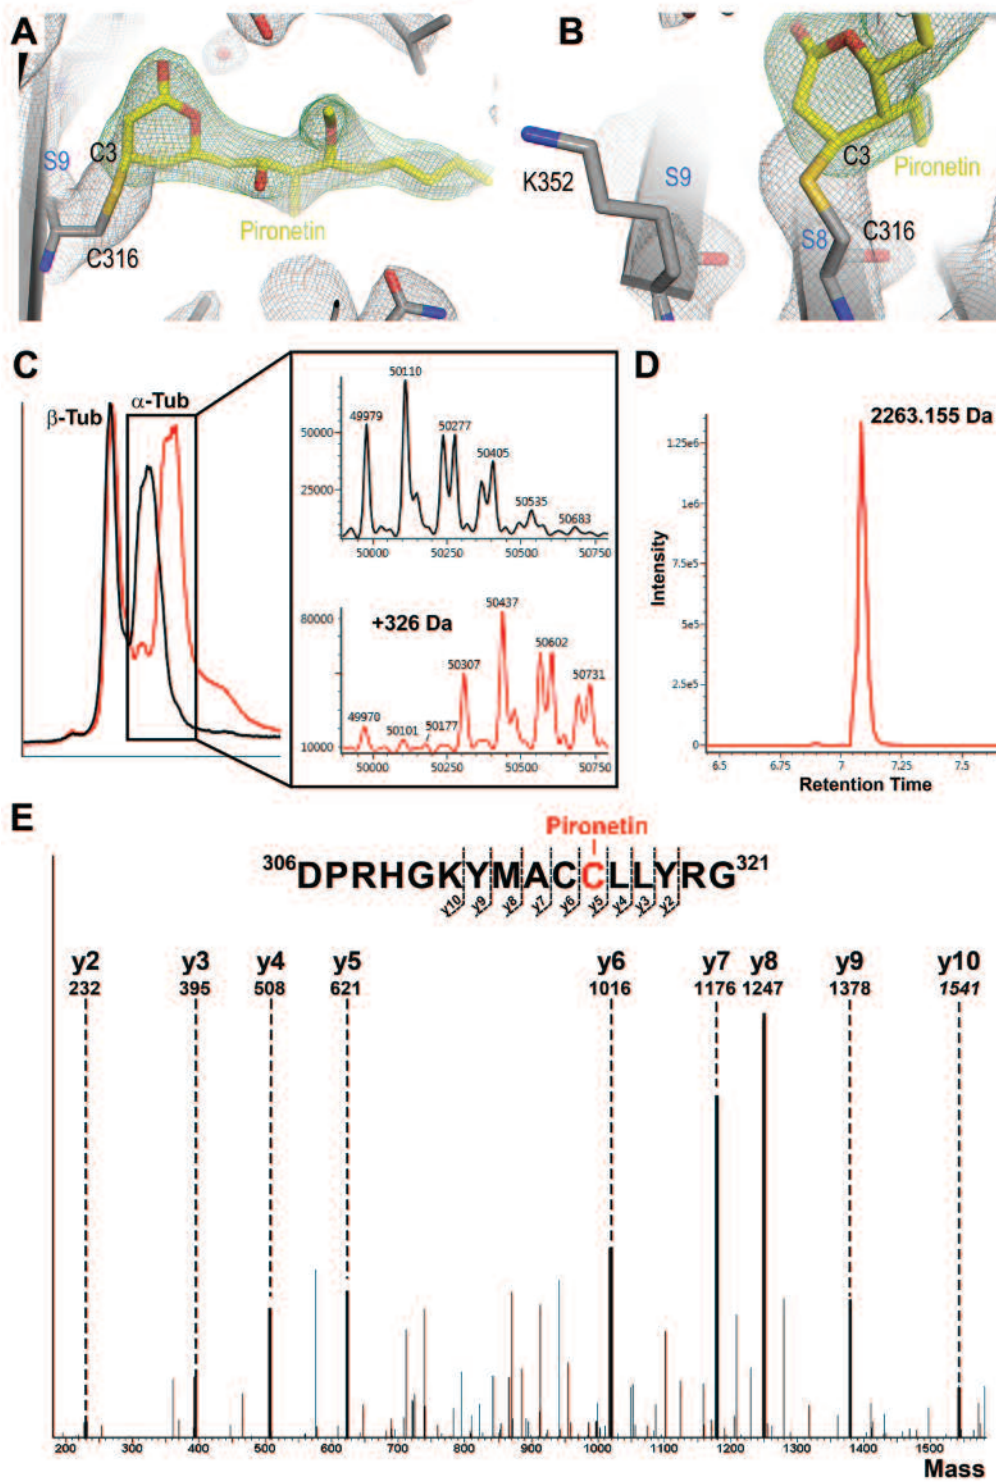 A
B
S9
C3
Pironetin
C316
K352
S9
C3
Pironetin
S8
C316
C
D
β-Tub
α-Tub
50110
49979
50277
50405
50535
50683
50000
25000
50000
50250
50500
50750
+326 Da
80000
10000
49970
50101
50177
50307
50437
50602
50731
50000
50250
50500
50750
2263.155 Da
1.25e6
1e6
7.5e5
5e5
2.5e5
0
Intensity
6.5
6.75
7
7.25
7.5
Retention Time
E
Pironetin
306DPRHGKYMACCLLYRG321
y10 y9 y8 y7 y6 y5 y4 y3 y2
y2 y3 y4 y5 y6 y7 y8 y9 y10
232 395 508 621 1016 1176 1247 1378 1541
200 300 400 500 600 700 800 900 1000 1100 1200 1300 1400 1500
Mass